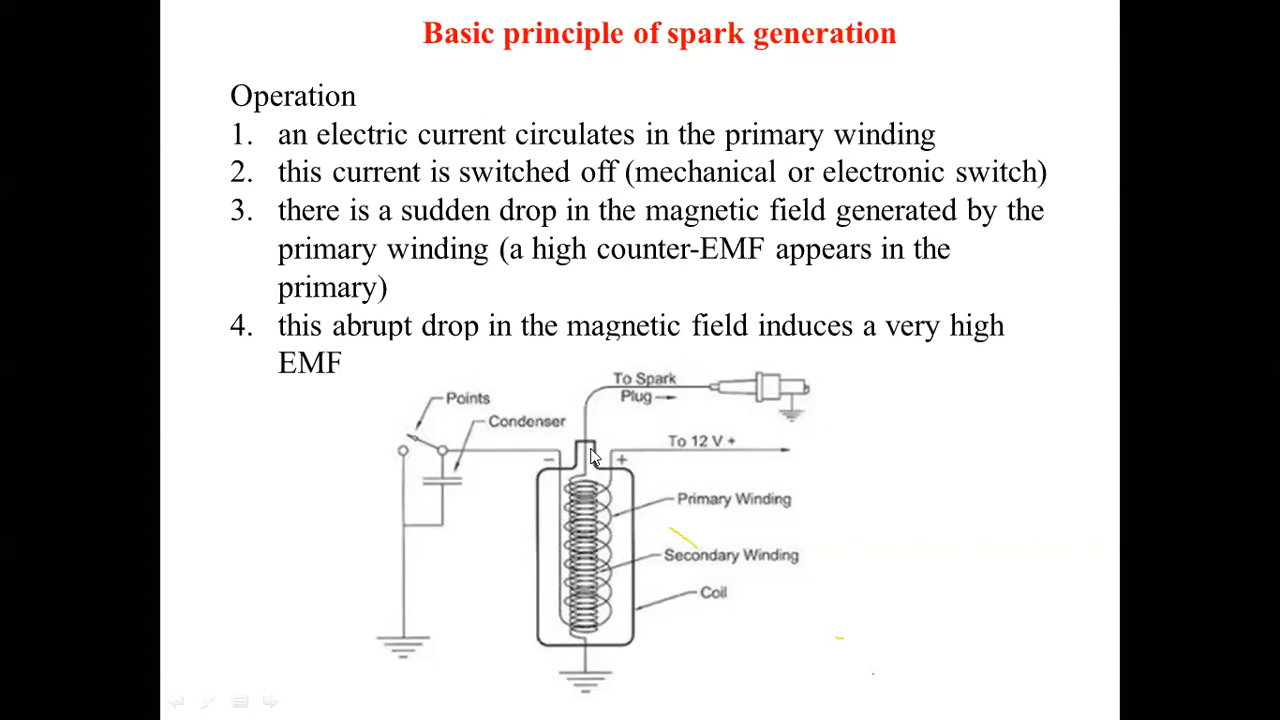 Basic principle of spark generation
Operation
1. an electric current circulates in the primary winding
2. this current is switched off (mechanical or electronic switch)
3. there is a sudden drop in the magnetic field generated by the
primary winding (a high counter-EMF appears in the
primary)
4. this abrupt drop in the magnetic field induces a very high
EMF
To Spark
Plug
Points
Condenser
To 12 V +
– +
Primary Winding
Secondary Winding
Coil